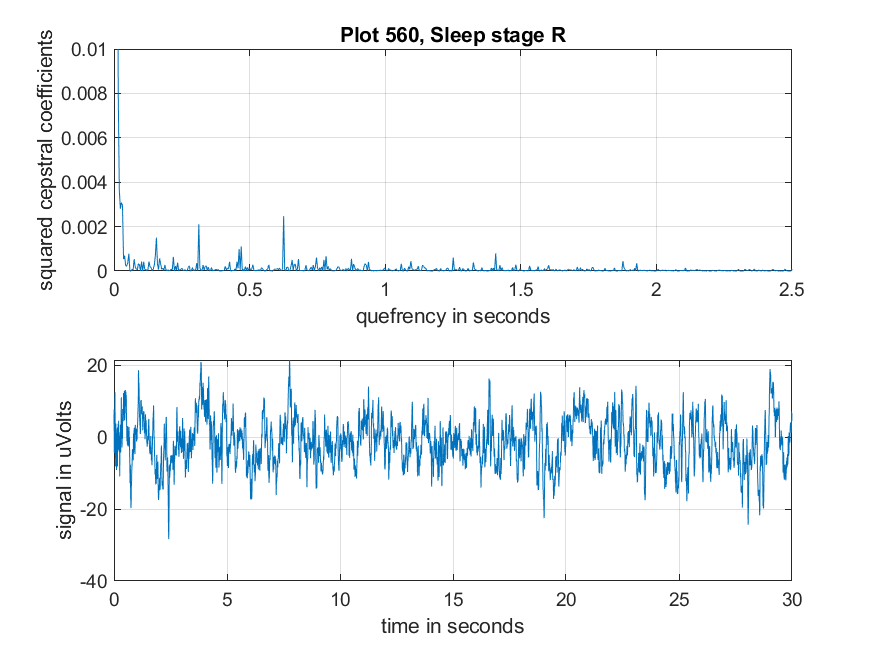 Plot 560, Sleep stage R
squared cepstral coefficients
0.01
0.008
0.006
0.004
0.002
0
0 0.5 1 1.5 2 2.5
quefrency in seconds
signal in uVolts
20
0
-20
-40
0 5 10 15 20 25 30
time in seconds